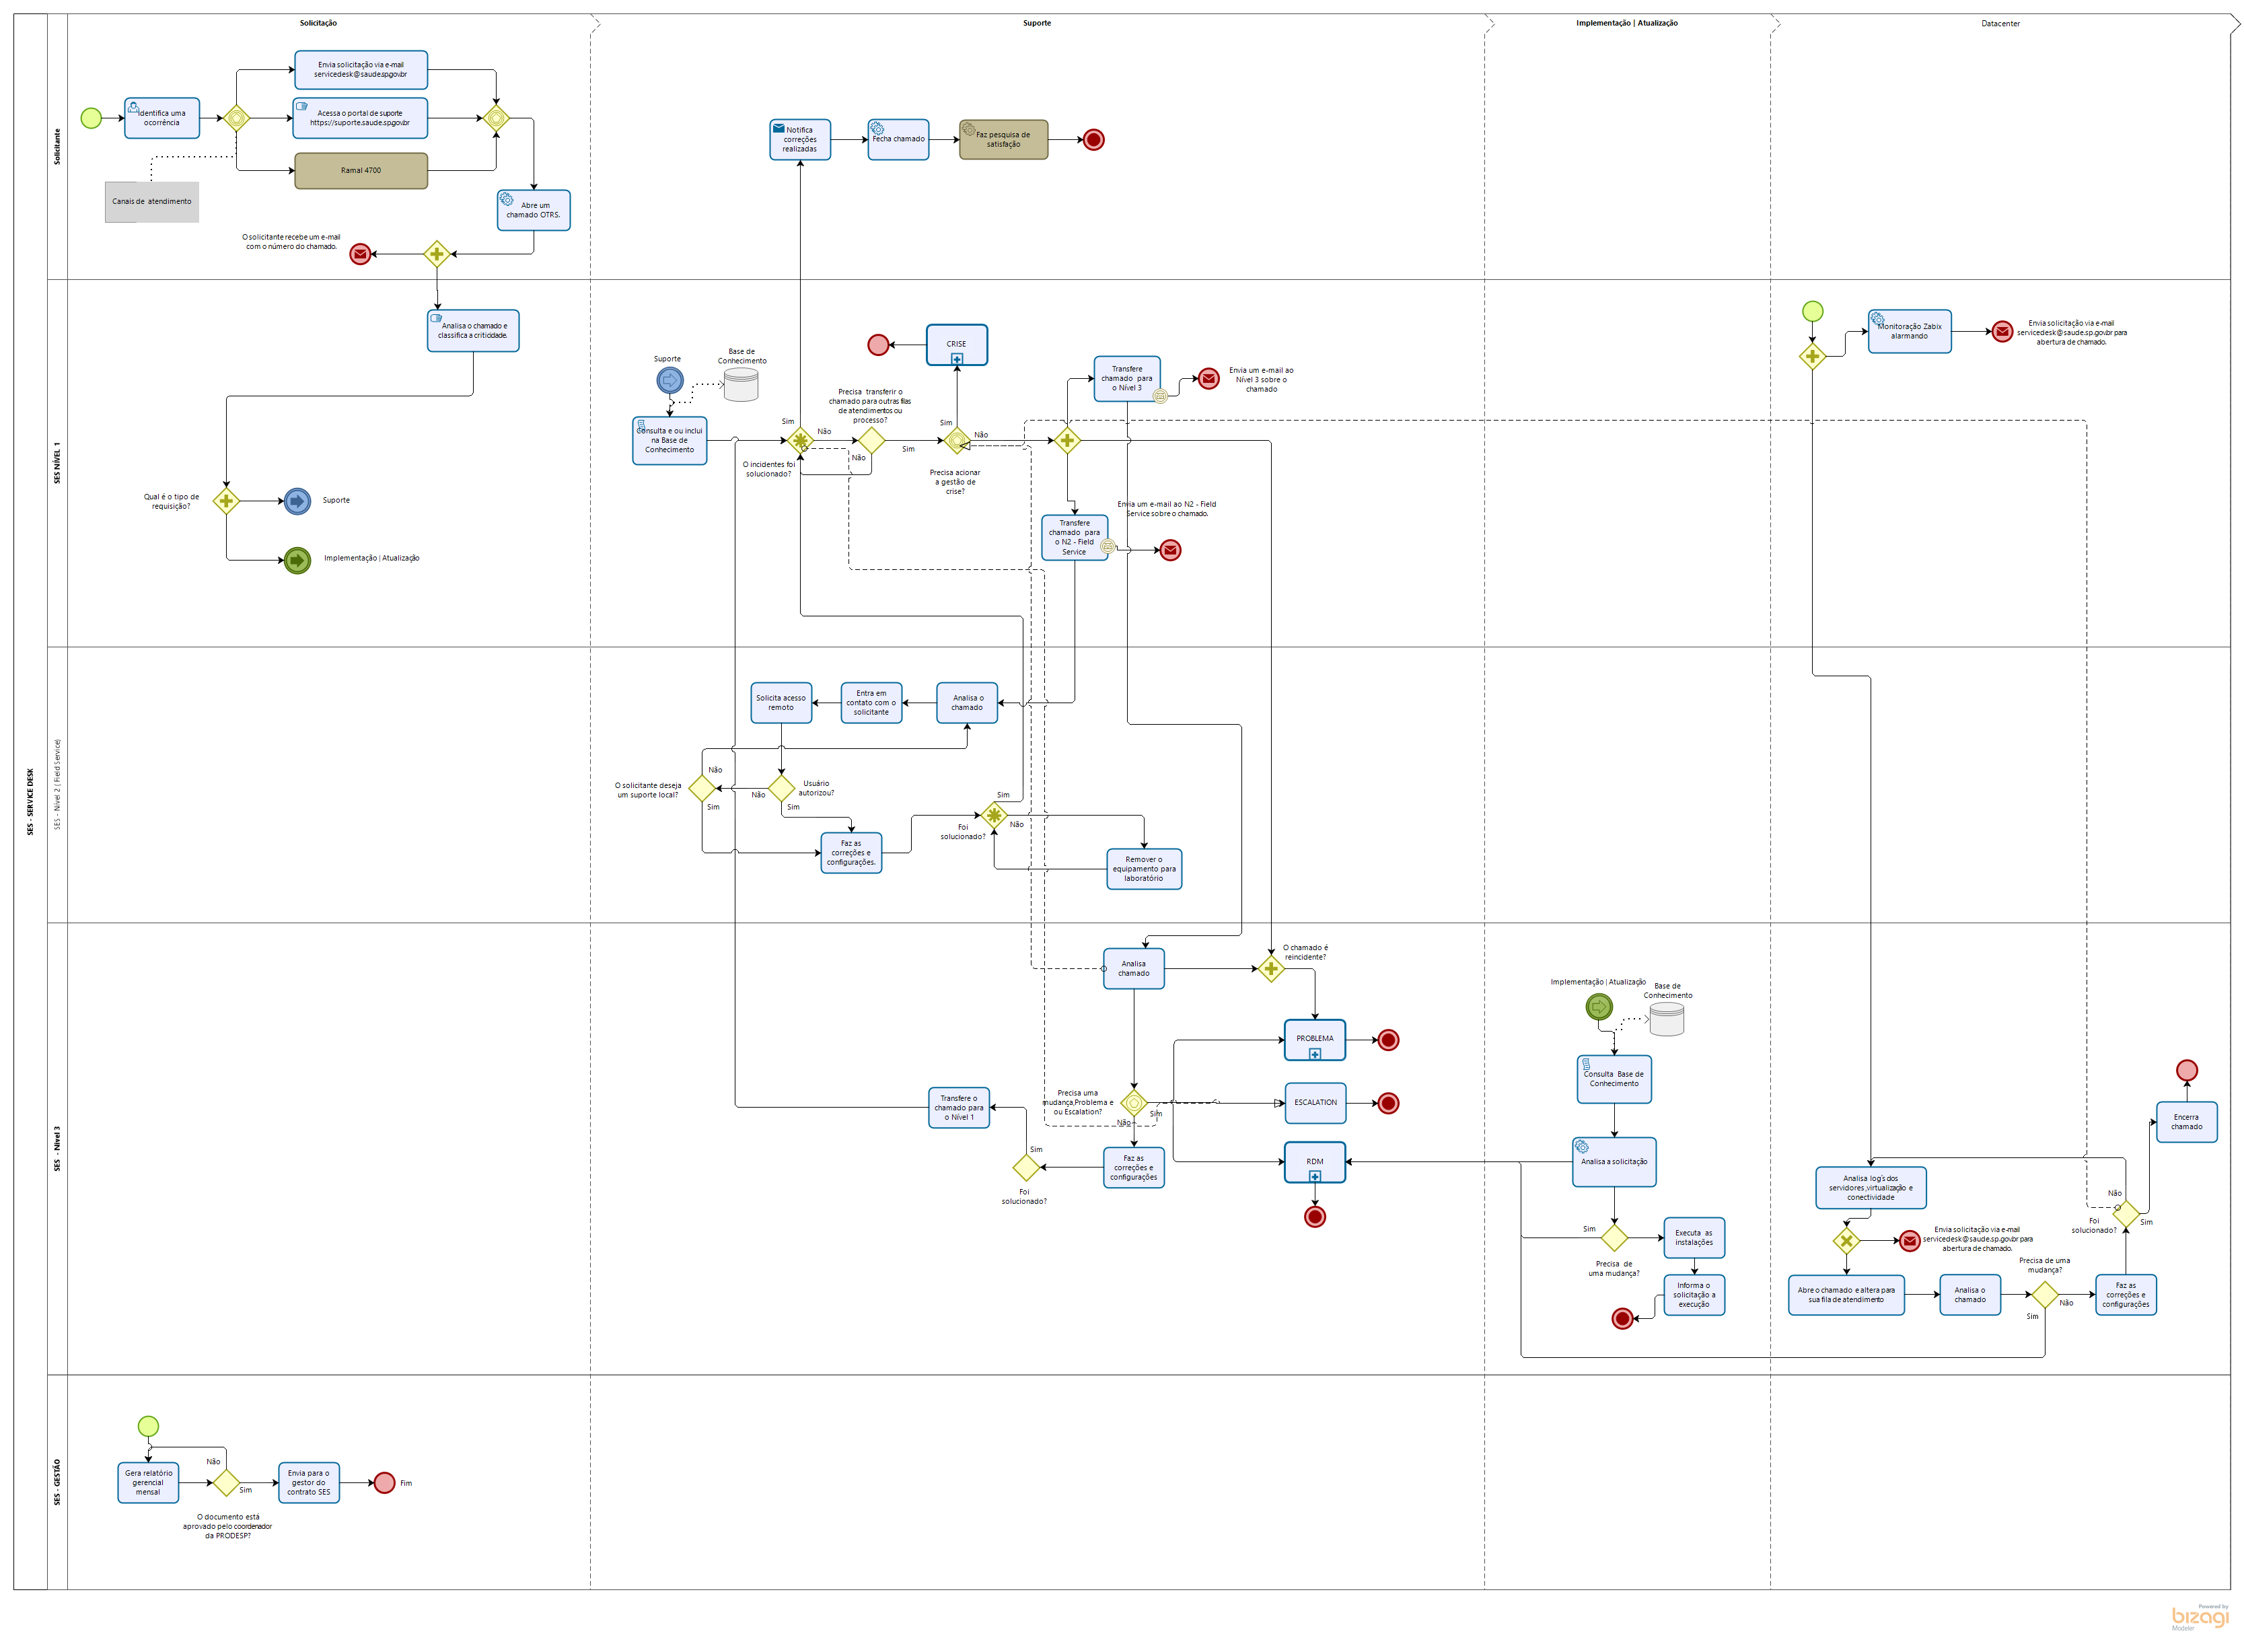 Solicitação
Suporte
Implementação | Atualização
Datacenter
SES - SERVICE DESK
Solicitante
Identifica uma
ocorrência
Envia solicitação via e-mail
servicedesk@saude.sp.gov.br
Acessa o portal de suporte
https://suporte.saude.sp.gov.br
Ramal 4700
Canais de atendimento
Abre um
chamado OTRS.
O solicitante recebe um e-mail
com o número do chamado.
Notifica
correções
realizadas
Fecha chamado
Faz pesquisa de
satisfação
SES NÍVEL 1
Analisa o chamado e
classifica a criticidade.
Qual é o tipo de
requisição?
Suporte
Implementação | Atualização
Suporte
Base de
Conhecimento
Consulta e ou inclui
na Base de
Conhecimento
Sim
O incidentes foi
solucionado?
Não
Precisa transferir o
chamado para outras filas
de atendimentos ou
processo?
Não
Sim
CRISE
Sim
Não
Precisa acionar
a gestão de
crise?
Transfere
chamado para
o Nível 3
Envia um e-mail ao
Nível 3 sobre o
chamado
Envia um e-mail ao N2 - Field
Service sobre o chamado.
Transfere
chamado para
o N2 - Field
Service
Monitoração Zabix
alarmando
Envia solicitação via e-mail
servicedesk@saude.sp.gov.br para
abertura de chamado.
SES - Nível 2 ( Field Service)
Solicita acesso
remoto
Entra em
contato com o
solicitante
Analisa o
chamado
O solicitante deseja
um suporte local?
Não
Sim
Não
Usuário
autorizou?
Sim
Faz as
correções e
configurações.
Foi
solucionado?
Sim
Não
Remover o
equipamento para
laboratório
SES - Nível 3
Analisa
chamado
O chamado é
reincidente?
PROBLEMA
Precisa uma
mudança,Problema e
ou Escalation?
Sim
Não
ESCALATION
RDM
Transfere o
chamado para
o Nível 1
Sim
Foi
solucionado?
Faz as
correções e
configurações
Implementação | Atualização
Base de
Conhecimento
Consulta Base de
Conhecimento
Analisa a solicitação
Sim
Precisa de
uma mudança?
Executa as
instalações
Informa o
solicitação a
execução
Analisa log's dos
servidores ,virtualização e
conectividade
Envia solicitação via e-mail
servicedesk@saude.sp.gov.br para
abertura de chamado.
Abre o chamado e altera para
sua fila de atendimento
Analisa o
chamado
Precisa de uma
mudança?
Sim
Não
Faz as
correções e
configurações
Foi
solucionado?
Não
Sim
Encerra
chamado
SES - GESTÃO
Gera relatório
gerencial
mensal
Não
Sim
O documento está
aprovado pelo coordenador
da PRODESP?
Envia para o
gestor do
contrato SES
Fim
Powered by
bizagi
Modeler